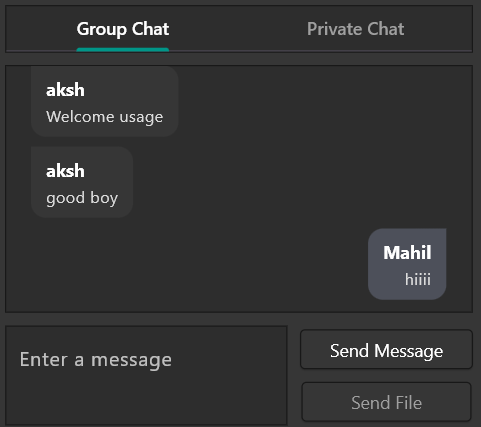 Group Chat
Private Chat
aksh
Welcome usage
aksh
good boy
Mahil
hiiii
Enter a message
Send Message
Send File